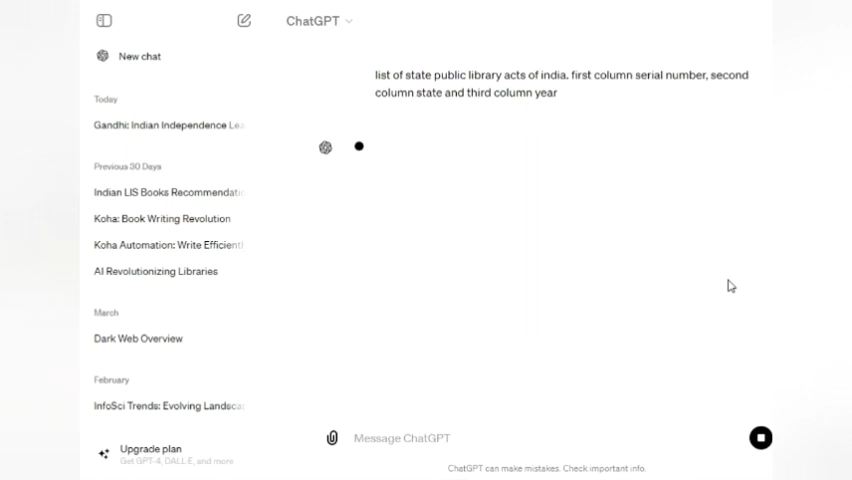 ChatGPT
New chat
Today
Gandhi: Indian Independence Lea
Previous 30 Days
Indian LIS Books Recommendati
Koha: Book Writing Revolution
Koha Automation: Write Efficientl
AI Revolutionizing Libraries
March
Dark Web Overview
February
InfoSci Trends: Evolving Landsca
Upgrade plan
Get GPT-4, DALL·E, and more
list of state public library acts of india. first column serial number, second
column state and third column year
Message ChatGPT
ChatGPT can make mistakes. Check important info.